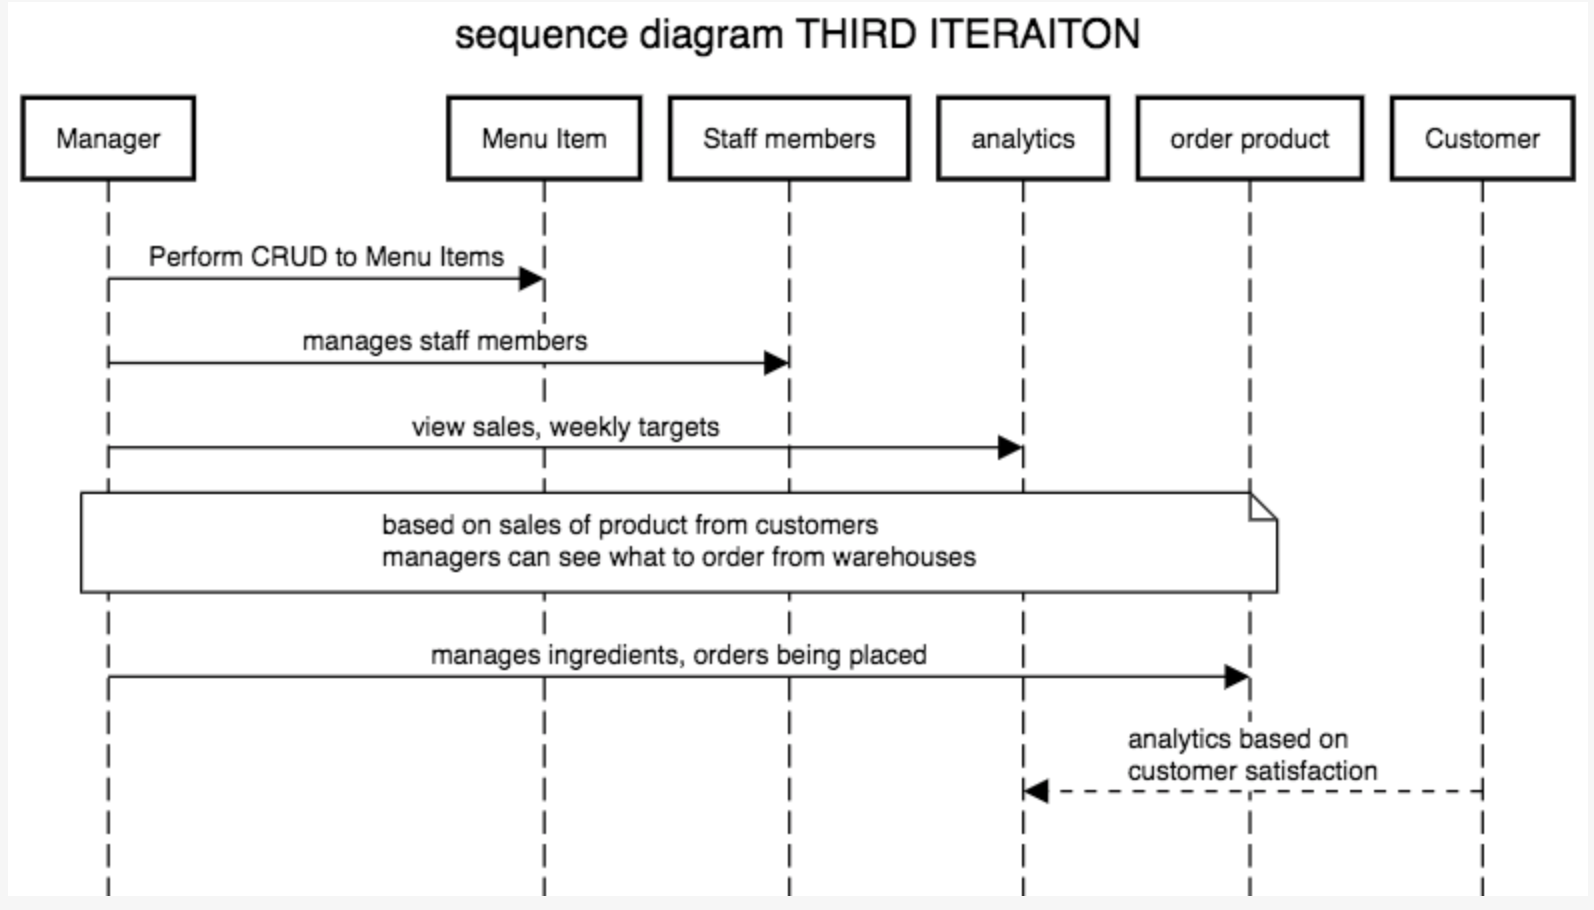 sequence diagram THIRD ITERAITON
Manager
Menu Item
Staff members
analytics
order product
Customer
Perform CRUD to Menu Items
manages staff members
view sales, weekly targets
based on sales of product from customers
managers can see what to order from warehouses
manages ingredients, orders being placed
analytics based on
customer satisfaction